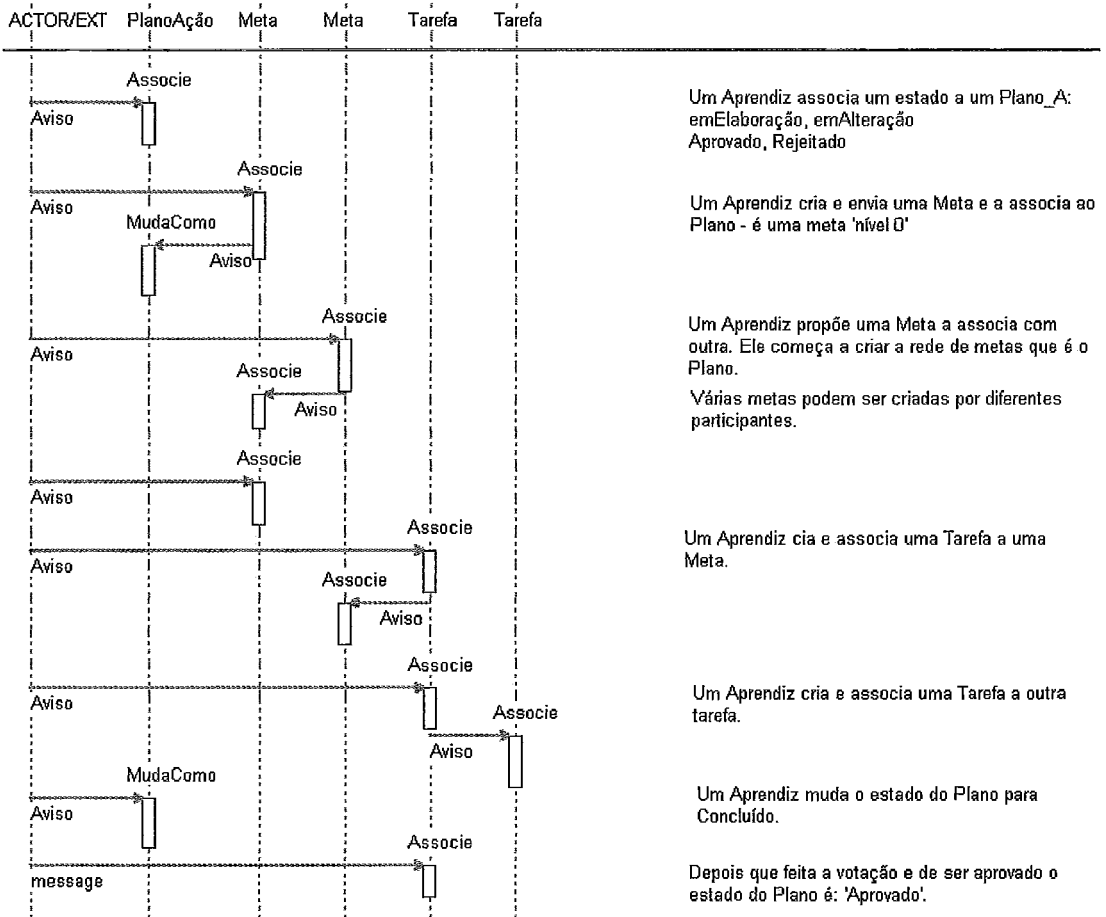 ACTOR/EXT PlanoAção Meta Meta Tarefa Tarefa
Associe
Aviso
Um Aprendiz associa um estado a um Plano_A:
emElaboração, emAlteração
Aprovado, Rejeitado
Associe
Aviso
MudaComo
Aviso
Um Aprendiz cria e envia uma Meta e a associa ao
Plano - é uma meta 'nível 0'
Associe
Aviso
Associe
Aviso
Um Aprendiz propõe uma Meta a associa com
outra. Ele começa a criar a rede de metas que é o
Plano.
Várias metas podem ser criadas por diferentes
participantes.
Associe
Aviso
Associe
Aviso
Associe
Aviso
Um Aprendiz cia e associa uma Tarefa a uma
Meta.
Associe
Aviso
Associe
Aviso
Um Aprendiz cria e associa uma Tarefa a outra
tarefa.
MudaComo
Aviso
Um Aprendiz muda o estado do Plano para
Concluído.
Associe
message
Depois que feita a votação e de ser aprovado o
estado do Plano é: 'Aprovado'.